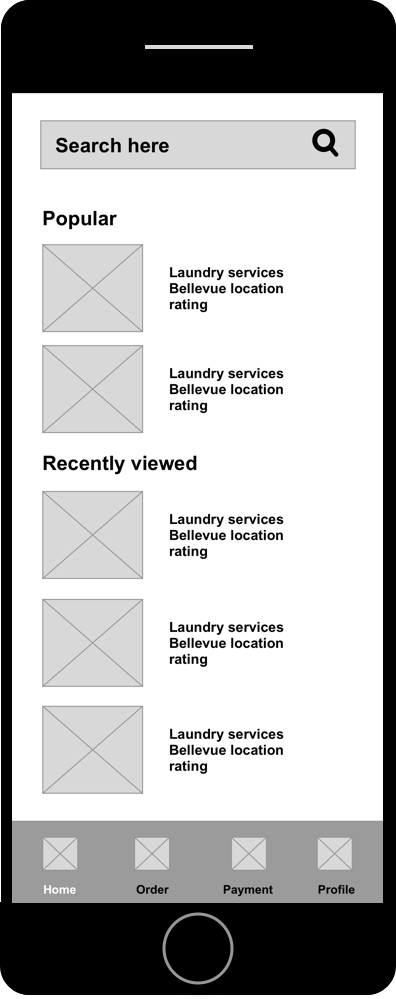 Search here
Popular
Laundry services
Bellevue location
rating
Laundry services
Bellevue location
rating
Recently viewed
Laundry services
Bellevue location
rating
Laundry services
Bellevue location
rating
Laundry services
Bellevue location
rating
Home Order Payment Profile